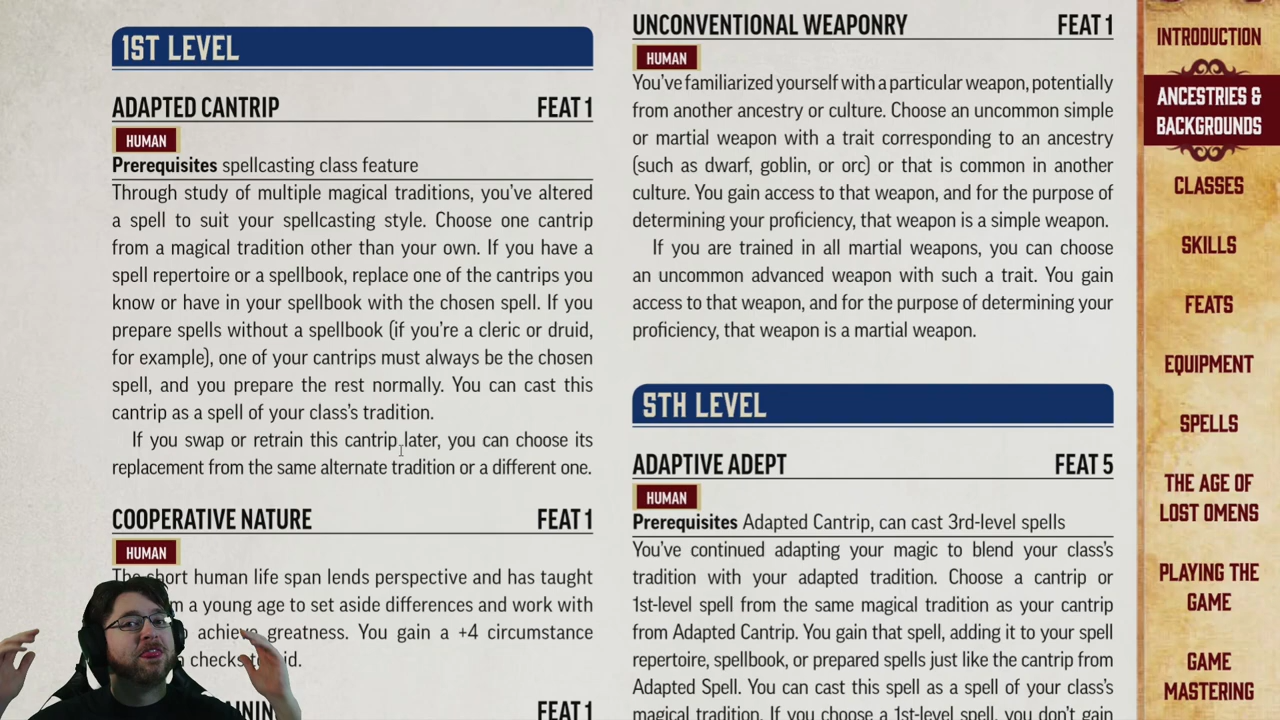 1ST LEVEL
ADAPTED CANTRIP FEAT 1
HUMAN
Prerequisites spellcasting class feature
Through study of multiple magical traditions, you've altered
a spell to suit your spellcasting style. Choose one cantrip
from a magical tradition other than your own. If you have a
spell repertoire or a spellbook, replace one of the cantrips you
know or have in your spellbook with the chosen spell. If you
prepare spells without a spellbook (if you're a cleric or druid,
for example), one of your cantrips must always be the chosen
spell, and you prepare the rest normally. You can cast this
cantrip as a spell of your class's tradition.
If you swap or retrain this cantrip later, you can choose its
replacement from the same alternate tradition or a different one.
COOPERATIVE NATURE FEAT 1
HUMAN
The short human life span lends perspective and has taught
a young age to set aside differences and work with
achieve greatness. You gain a +4 circumstance
checks
FEAT 1
UNCONVENTIONAL WEAPONRY FEAT 1
HUMAN
You've familiarized yourself with a particular weapon, potentially
from another ancestry or culture. Choose an uncommon simple
or martial weapon with a trait corresponding to an ancestry
(such as dwarf, goblin, or orc) or that is common in another
culture. You gain access to that weapon, and for the purpose of
determining your proficiency, that weapon is a simple weapon.
If you are trained in all martial weapons, you can choose
an uncommon advanced weapon with such a trait. You gain
access to that weapon, and for the purpose of determining your
proficiency, that weapon is a martial weapon.
5TH LEVEL
ADAPTIVE ADEPT FEAT 5
HUMAN
Prerequisites Adapted Cantrip, can cast 3rd-level spells
You've continued adapting your magic to blend your class's
tradition with your adapted tradition. Choose a cantrip or
1st-level spell from the same magical tradition as your cantrip
from Adapted Cantrip. You gain that spell, adding it to your spell
repertoire, spellbook, or prepared spells just like the cantrip from
Adapted Spell. You can cast this spell as a spell of your class's
magical tradition. If you choose a 1st-level spell, you don't gain
INTRODUCTION
ANCESTRIES &
BACKGROUNDS
CLASSES
SKILLS
FEATS
EQUIPMENT
SPELLS
THE AGE OF
LOST OMENS
PLAYING THE
GAME
GAME
MASTERING